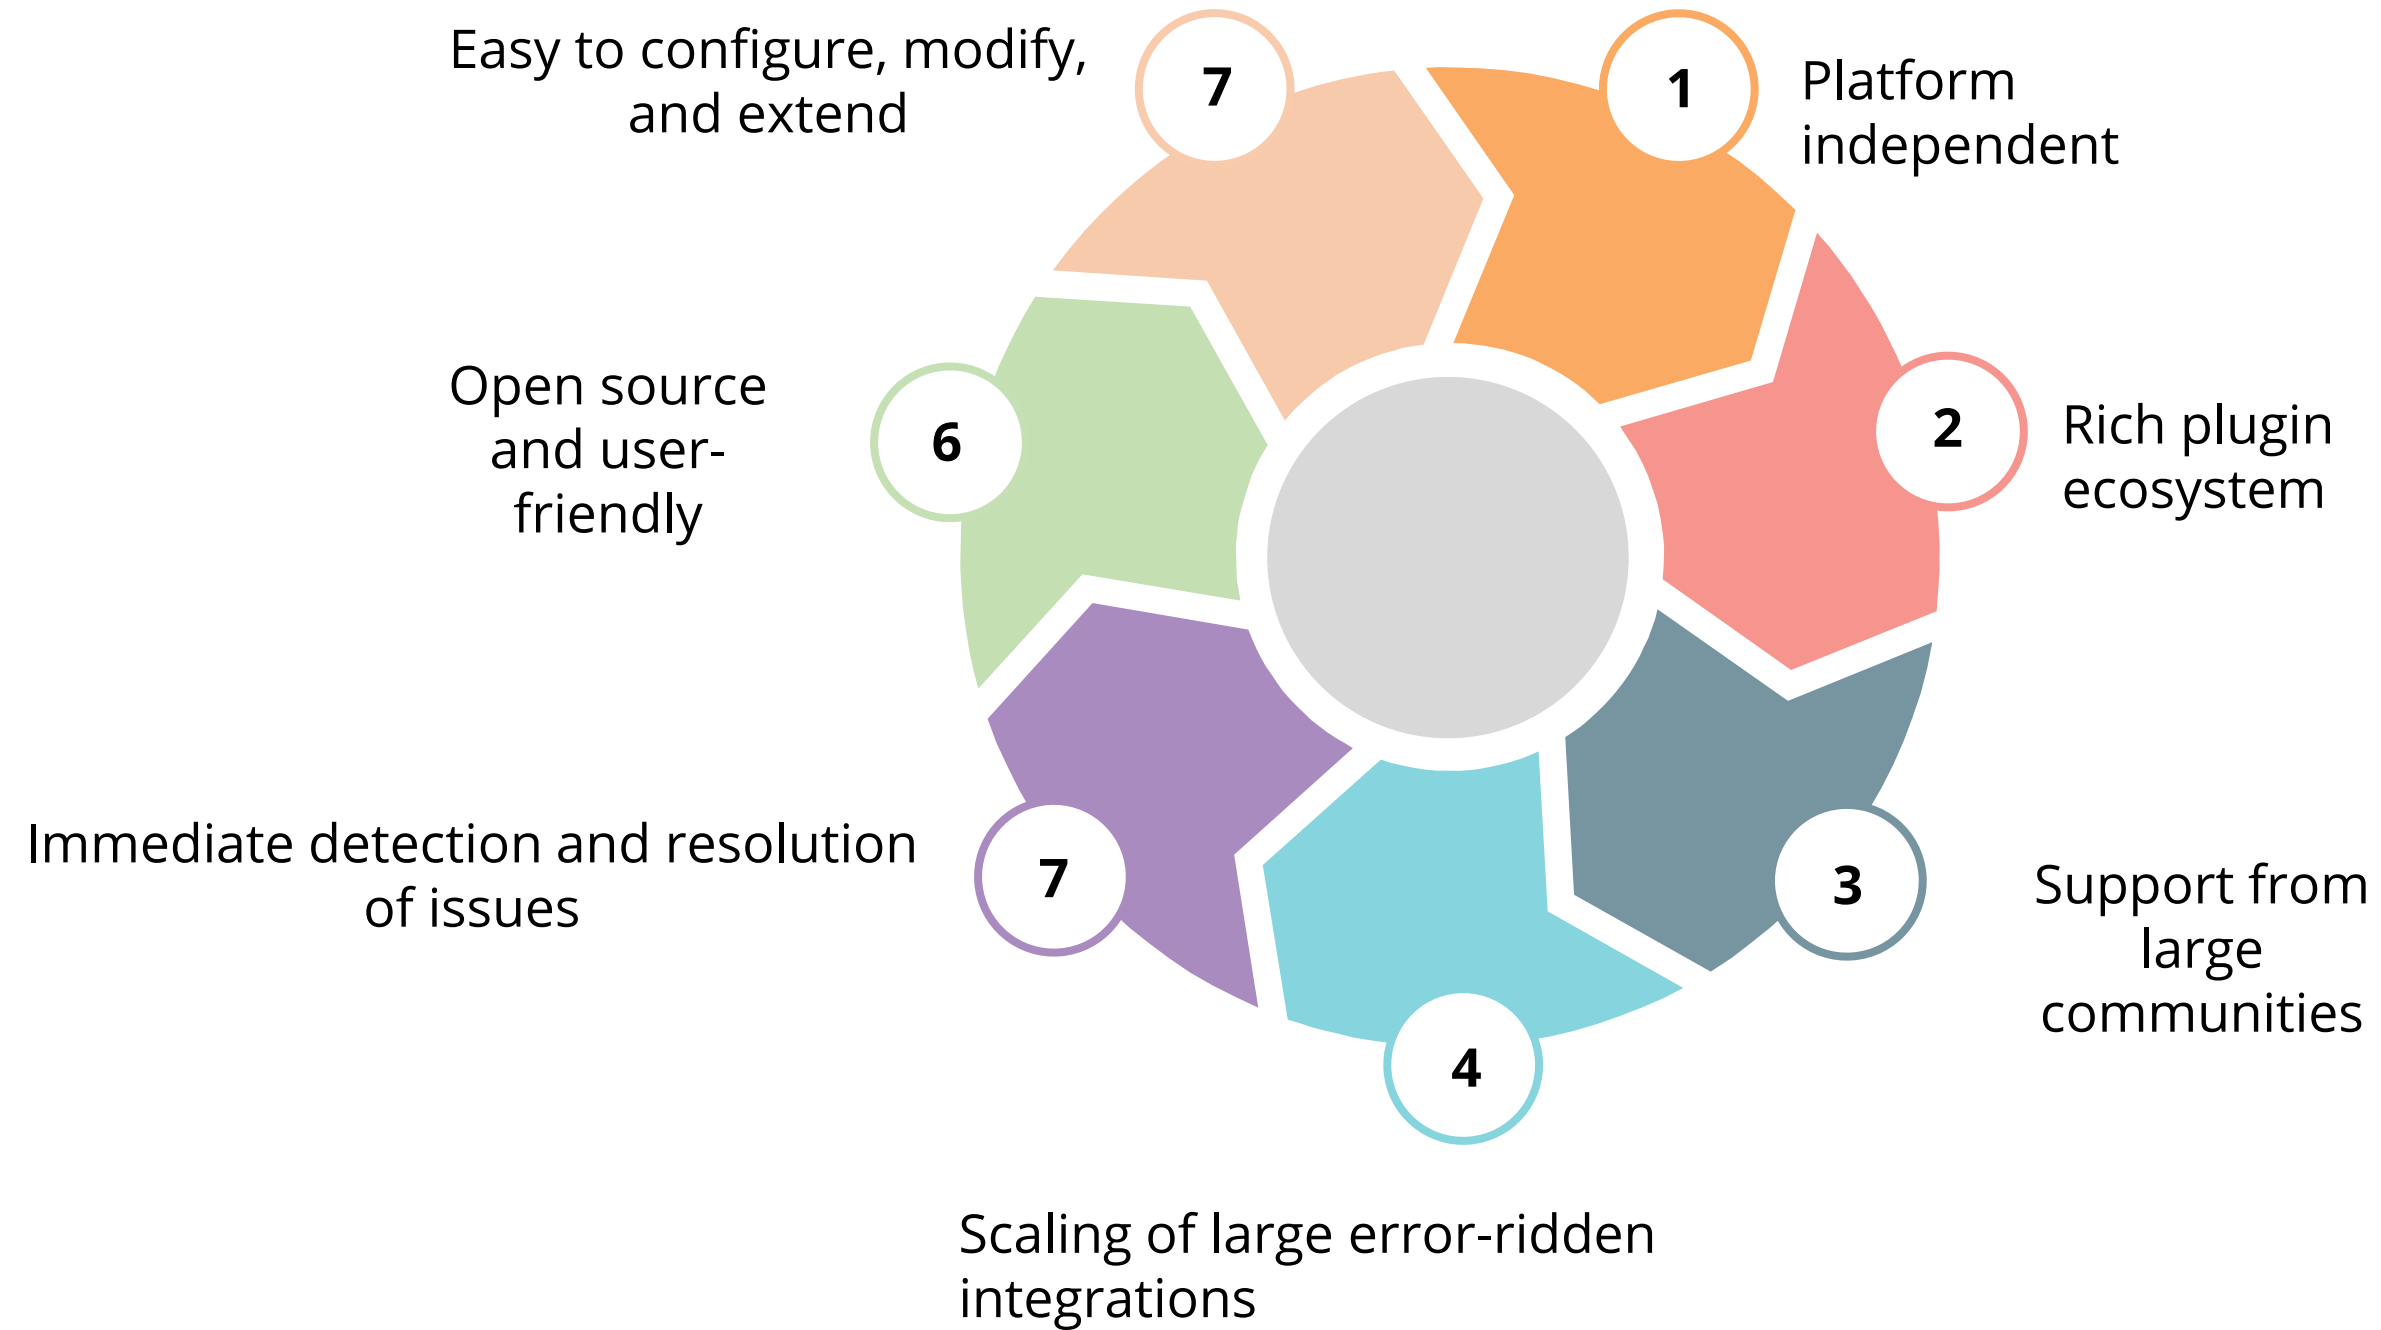 1
Platform
independent
2
Rich plugin
ecosystem
3
Support from
large
communities
4
Scaling of large error-ridden
integrations
7
Immediate detection and resolution
of issues
6
Open source
and user-
friendly
7
Easy to configure, modify,
and extend